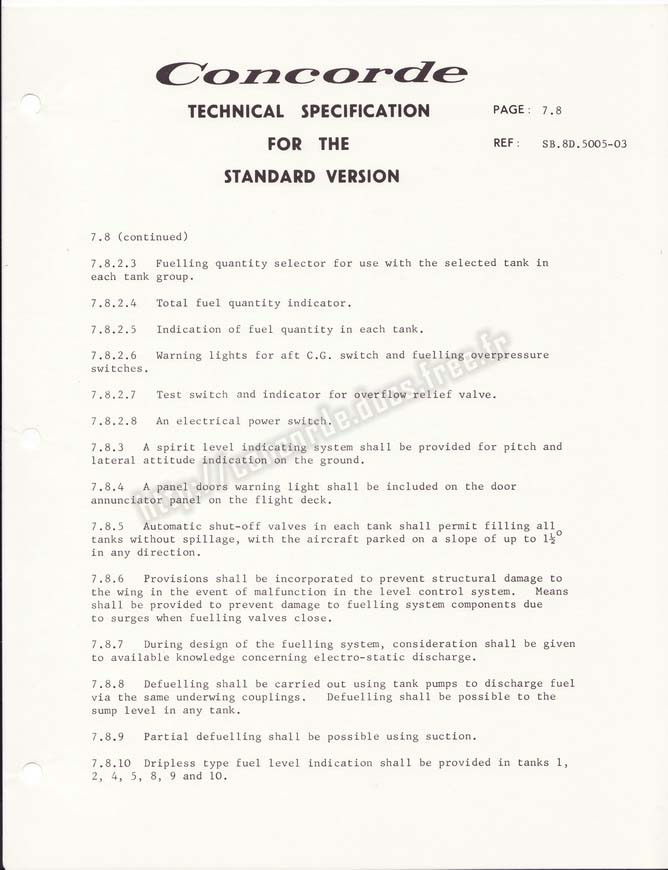 Concorde
TECHNICAL SPECIFICATION
FOR THE
STANDARD VERSION
PAGE: 7.8
REF: SB.8D.5005-03
7.8 (continued)
7.8.2.3 Fuelling quantity selector for use with the selected tank in
each tank group.
7.8.2.4 Total fuel quantity indicator.
7.8.2.5 Indication of fuel quantity in each tank.
7.8.2.6 Warning lights for aft C.G. switch and fuelling overpressure
switches.
7.8.2.7 Test switch and indicator for overflow relief valve.
7.8.2.8 An electrical power switch.
7.8.3 A spirit level indicating system shall be provided for pitch and
lateral attitude indication on the ground.
7.8.4 A panel doors warning light shall be included on the door
annunciator panel on the flight deck.
7.8.5 Automatic shut-off valves in each tank shall permit filling all
tanks without spillage, with the aircraft parked on a slope of up to 1½°
in any direction.
7.8.6 Provisions shall be incorporated to prevent structural damage to
the wing in the event of malfunction in the level control system. Means
shall be provided to prevent damage to fuelling system components due
to surges when fuelling valves close.
7.8.7 During design of the fuelling system, consideration shall be given
to available knowledge concerning electro-static discharge.
7.8.8 Defuelling shall be carried out using tank pumps to discharge fuel
via the same underwing couplings. Defuelling shall be possible to the
sump level in any tank.
7.8.9 Partial defuelling shall be possible using suction.
7.8.10 Dripless type fuel level indication shall be provided in tanks 1,
2, 4, 5, 8, 9 and 10.